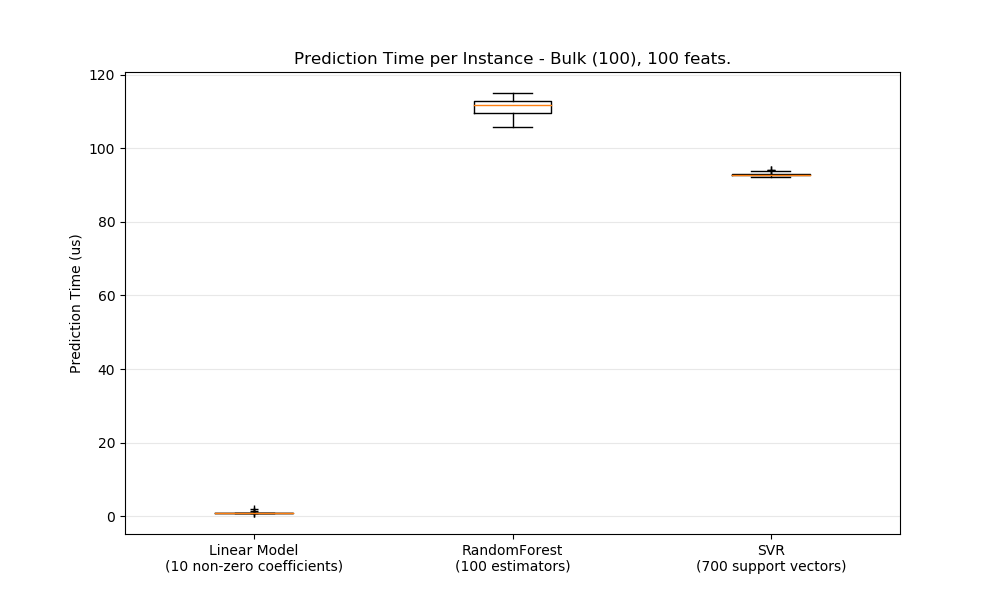 Prediction Time per Instance - Bulk (100), 100 feats.
120
100
80
60
40
20
0
Prediction Time (us)
Linear Model
(10 non-zero coefficients)
RandomForest
(100 estimators)
SVR
(700 support vectors)